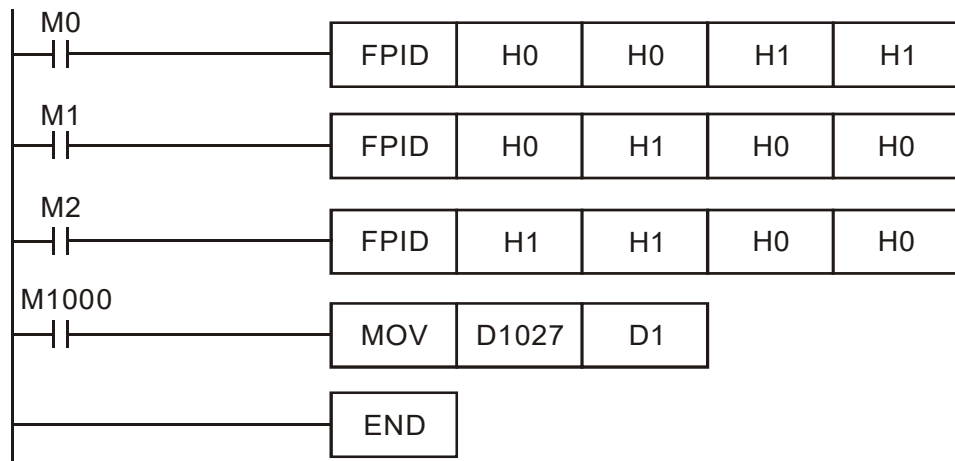 M0
FPID H0 H0 H1 H1
M1
FPID H0 H1 H0 H0
M2
FPID H1 H1 H0 H0
M1000
MOV D1027 D1
END